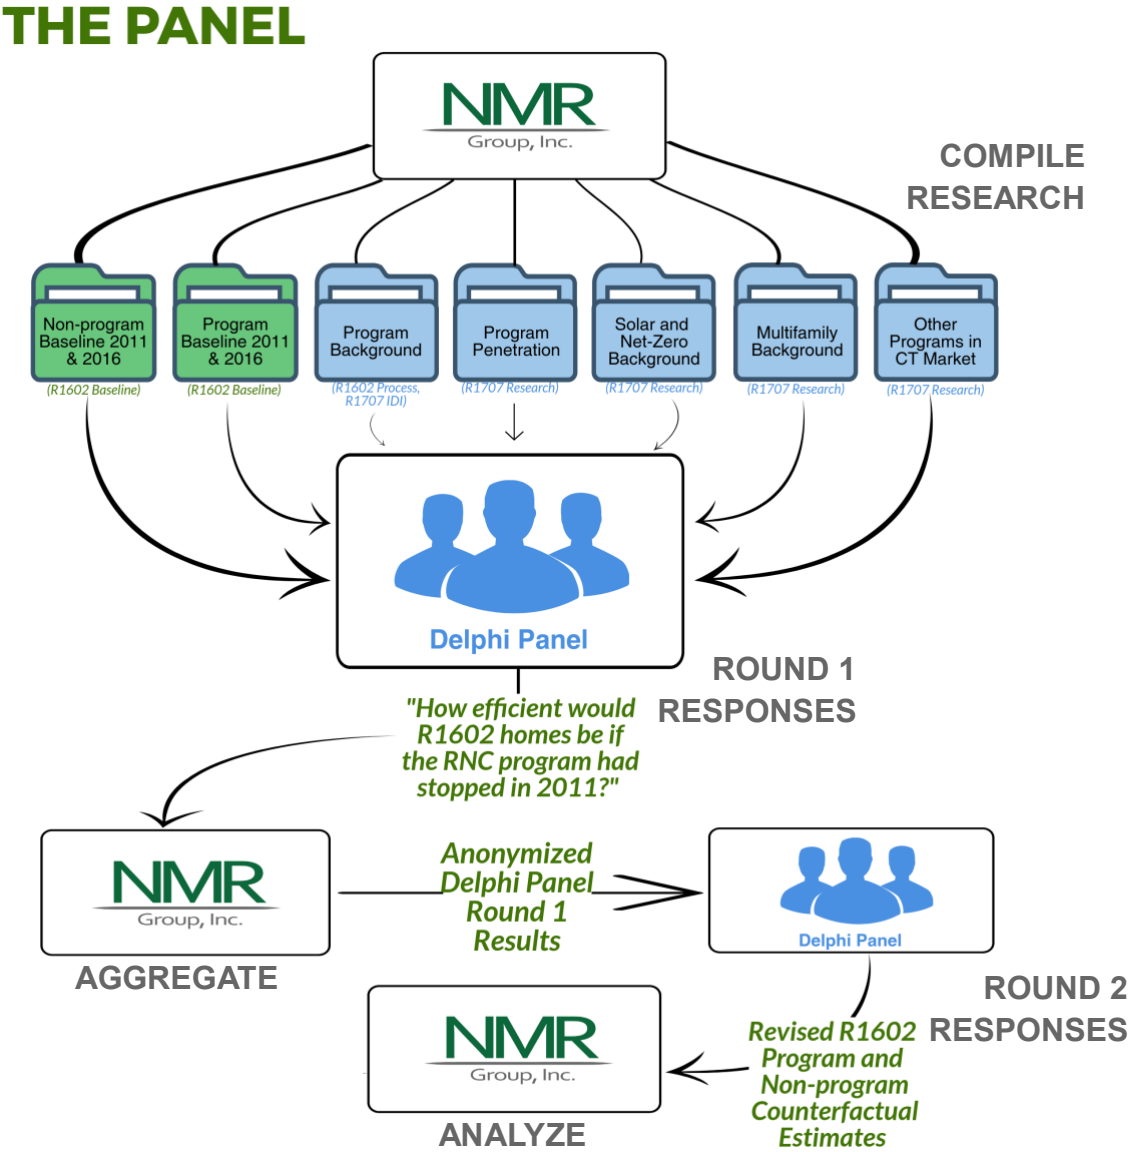 THE PANEL
NMR
Group, Inc.
COMPILE
RESEARCH
Non-program
Baseline 2011
& 2016
(R1602 Baseline)
Program
Baseline 2011
& 2016
(R1602 Baseline)
Program
Background
(R1602 Process,
R1707 IDI)
Program
Penetration
(R1707 Research)
Solar and
Net-Zero
Background
(R1707 Research)
Multifamily
Background
(R1707 Research)
Other
Programs in
CT Market
(R1707 Research)
Delphi Panel
ROUND 1
RESPONSES
"How efficient would
R1602 homes be if
the RNC program had
stopped in 2011?"
NMR
Group, Inc.
AGGREGATE
Anonymized
Delphi Panel
Round 1
Results
Delphi Panel
ROUND 2
RESPONSES
Revised R1602
Program and
Non-program
Counterfactual
Estimates
NMR
Group, Inc.
ANALYZE